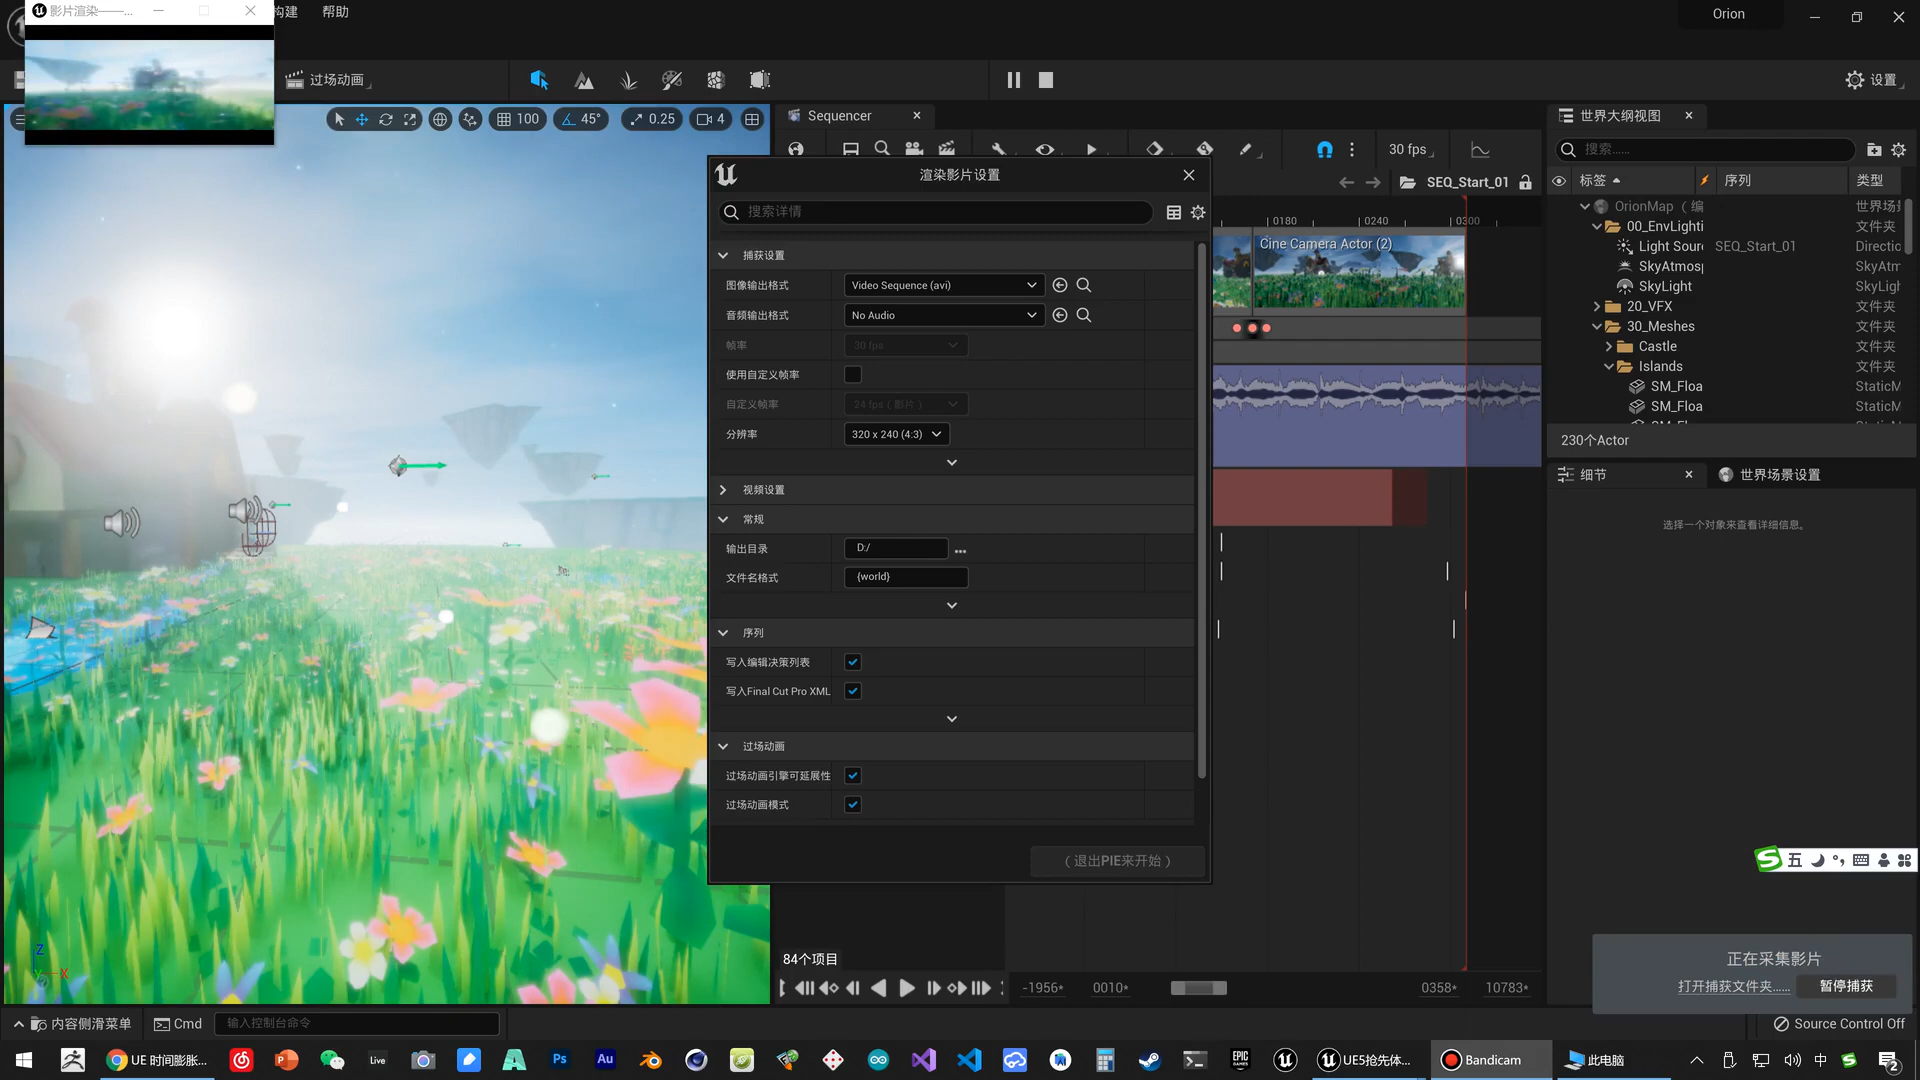 影片渲染——...
构建
帮助
Orion
过场动画
设置
100
45°
0.25
4
Sequencer
30 fps
SEQ_Start_01
0180
0240
0300
Cine Camera Actor (2)
渲染影片设置
搜索详情
捕获设置
图像输出格式
Video Sequence (avi)
音频输出格式
No Audio
帧率
30 fps
使用自定义帧率
自定义帧率
24 fps（影片）
分辨率
320 x 240 (4:3)
视频设置
常规
输出目录
D:/
...
文件名格式
{world}
序列
写入编辑决策列表
写入Final Cut Pro XML
过场动画
过场动画引擎可延展性
过场动画模式
（退出PIE来开始）
世界大纲视图
搜索......
标签
序列
类型
OrionMap（编
世界场
00_EnvLighti
文件夹
Light Sour
SEQ_Start_01
Directic
SkyAtmos
SkyAtm
SkyLight
SkyLigh
20_VFX
文件夹
30_Meshes
文件夹
Castle
文件夹
Islands
文件夹
SM_Floa
StaticM
SM_Floa
StaticM
230个Actor
细节
世界场景设置
选择一个对象来查看详细信息。
五
84个项目
-1956*
0010*
0358*
10783*
正在采集影片
打开捕获文件夹......
暂停捕获
Z
Y
X
内容侧滑菜单
Cmd
输入控制台命令
Source Control Off
UE 时间膨胀...
Live
Ps
Au
EPIC GAMES
UE5抢先体...
Bandicam
此电脑
中
2